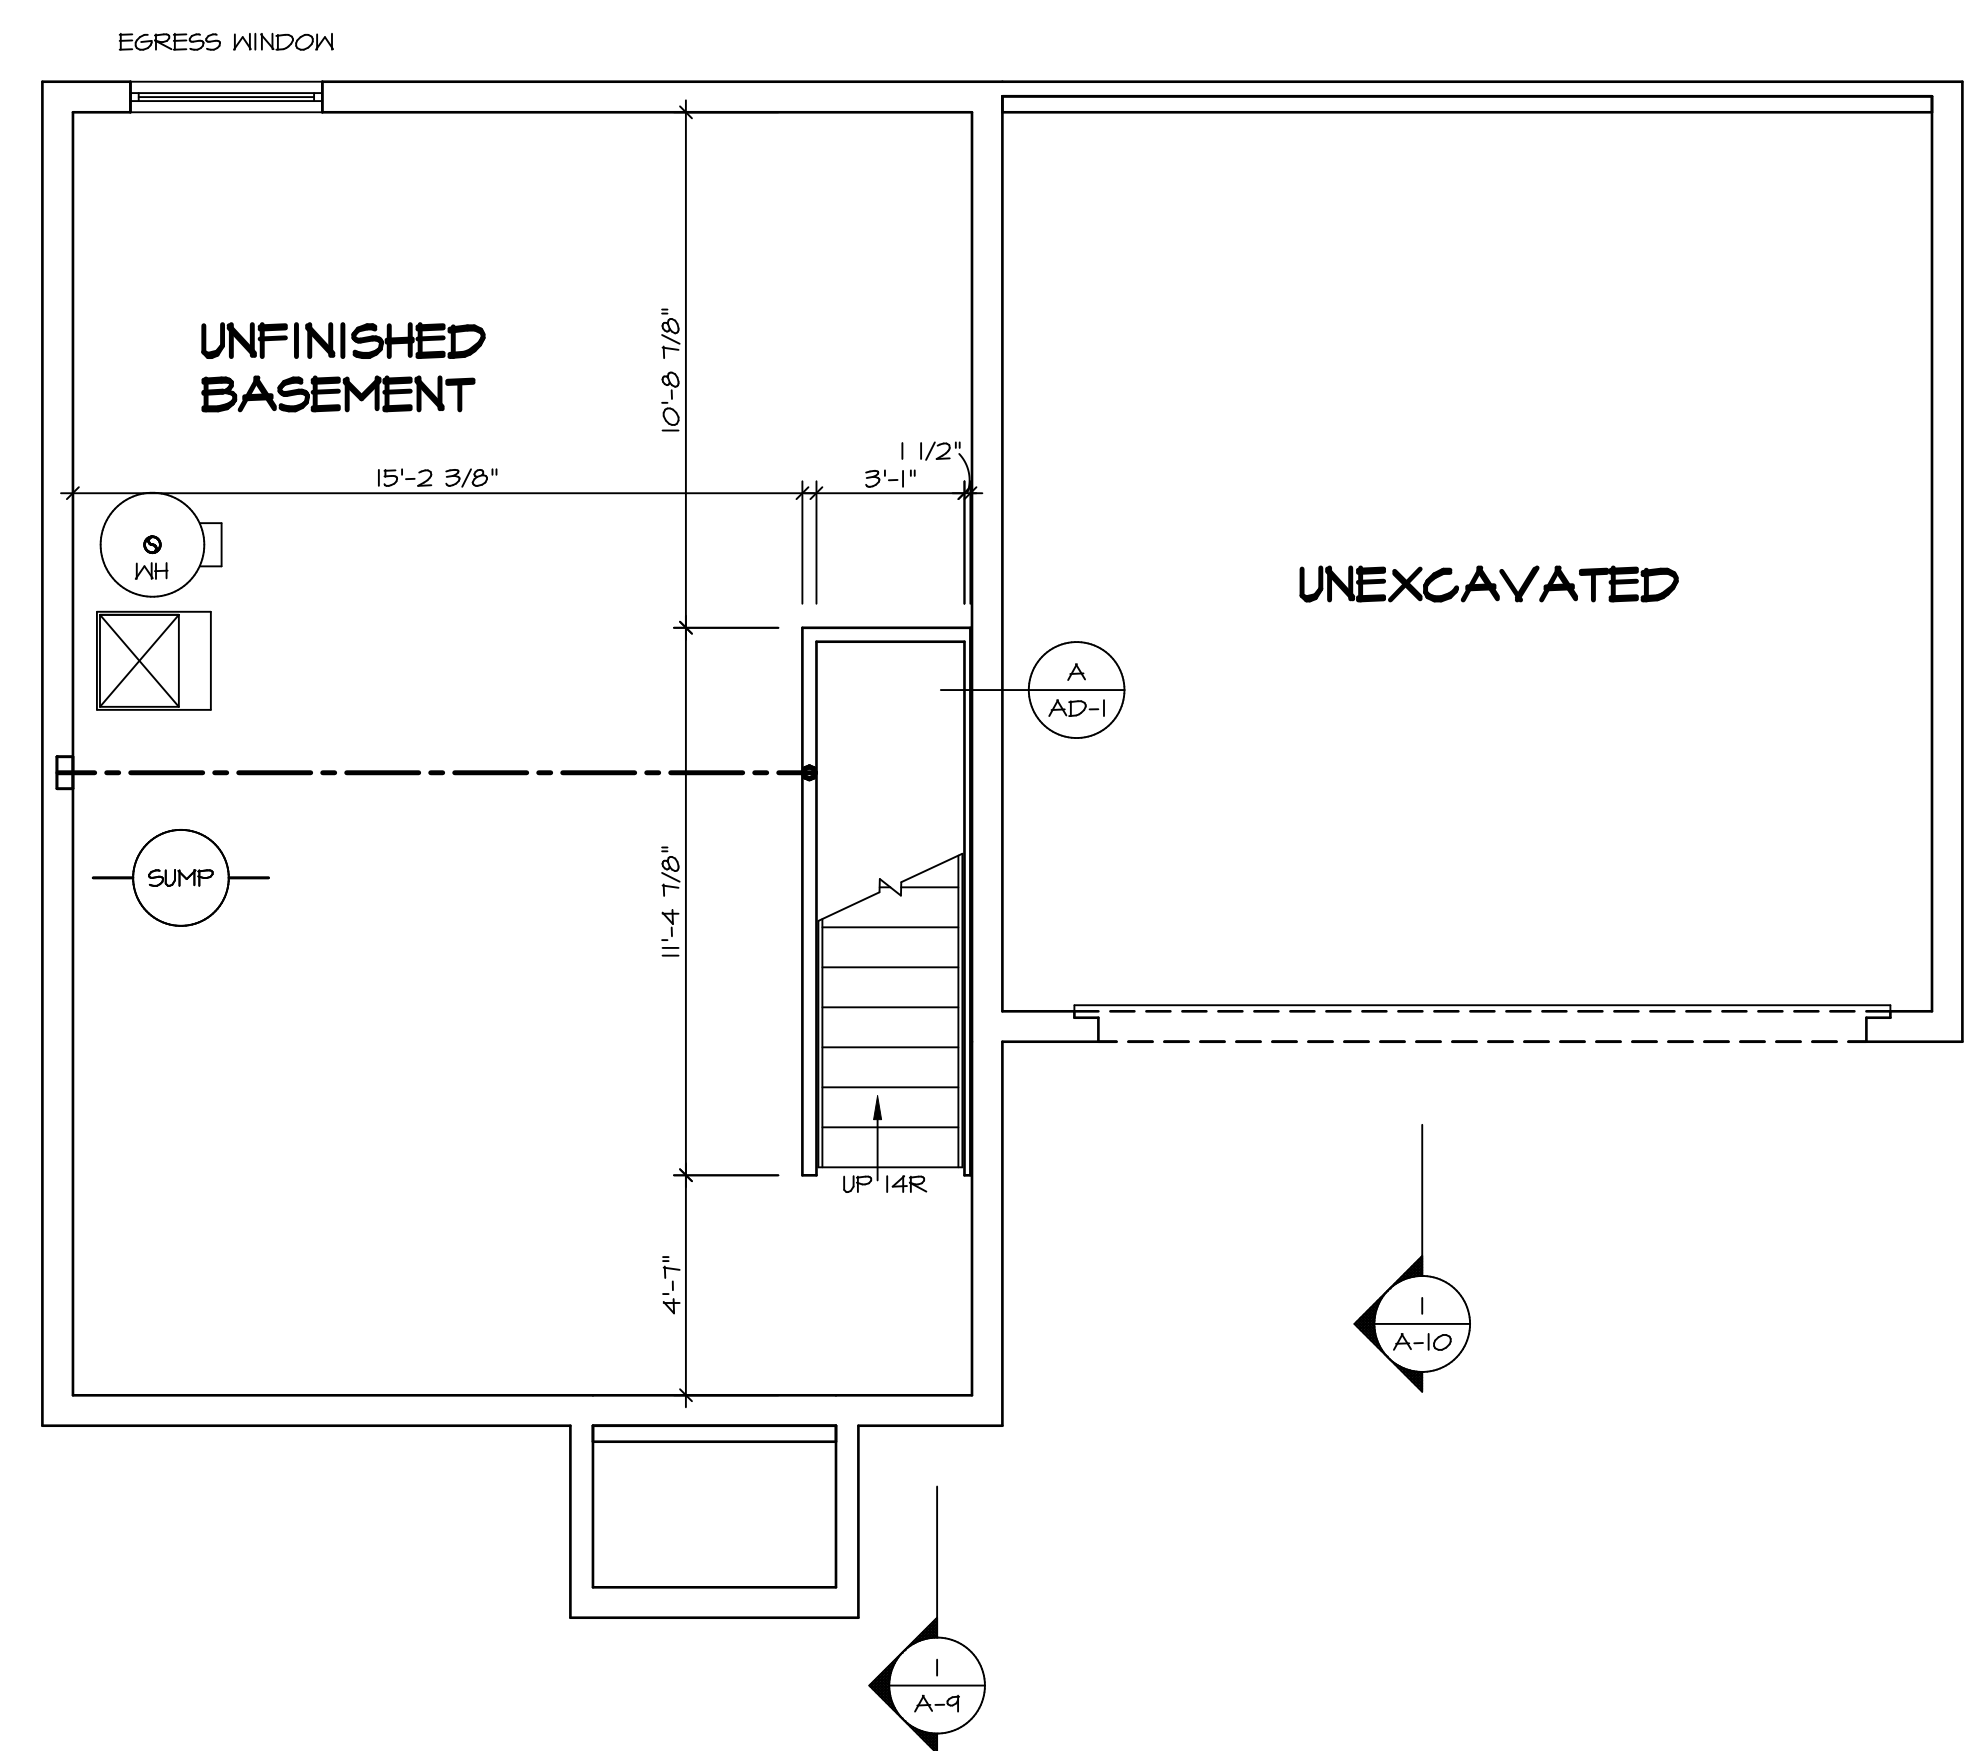 EGRESS WINDOW
UNFINISHED
BASEMENT
10'-8 7/8"
1 1/2"
15'-2 3/8"
3'-1"
WH
UNEXCAVATED
A
AD-1
SUMP
11'-4 7/8"
UP 14R
4'-7"
1
A-10
1
A-9